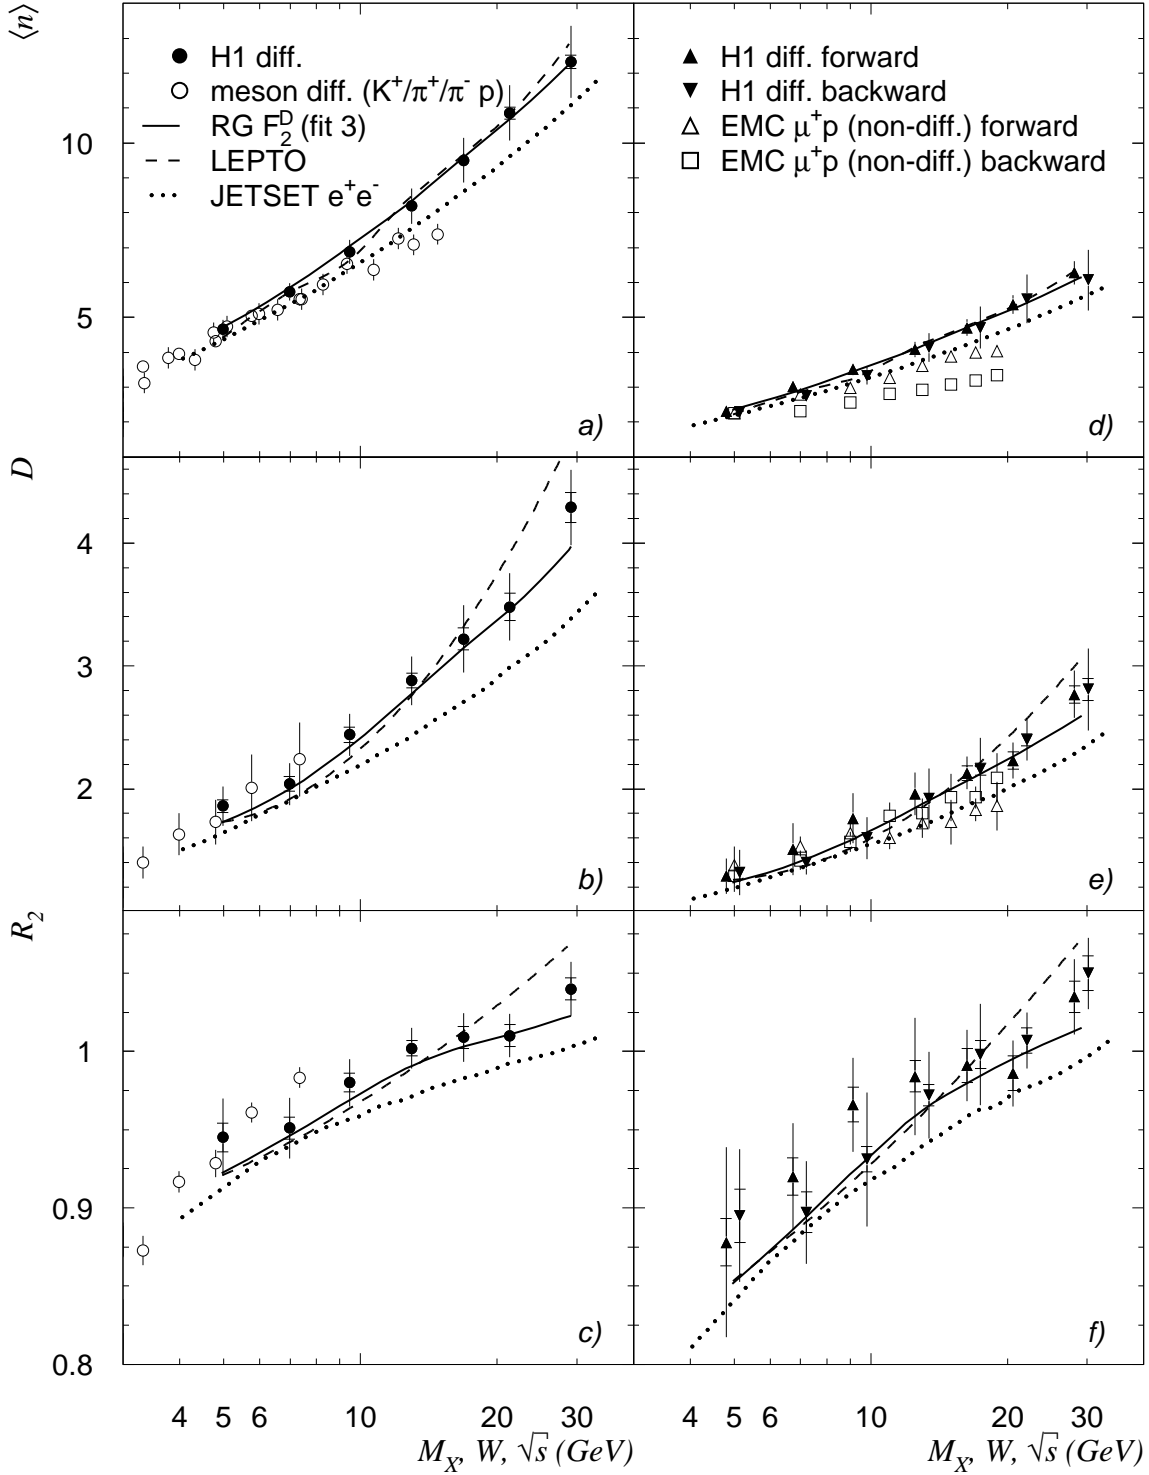 ⟨n⟩
H1 diff.
meson diff. (K⁺/π⁺/π⁻ p)
RG F₂ᴰ (fit 3)
LEPTO
JETSET e⁺e⁻
10
5
a)
H1 diff. forward
H1 diff. backward
EMC μ⁺p (non-diff.) forward
EMC μ⁺p (non-diff.) backward
d)
D
4
3
2
b)
e)
R₂
1
0.9
0.8
c)
f)
4 5 6 10 20 30
4 5 6 10 20 30
M_X, W, √s (GeV)
M_X, W, √s (GeV)